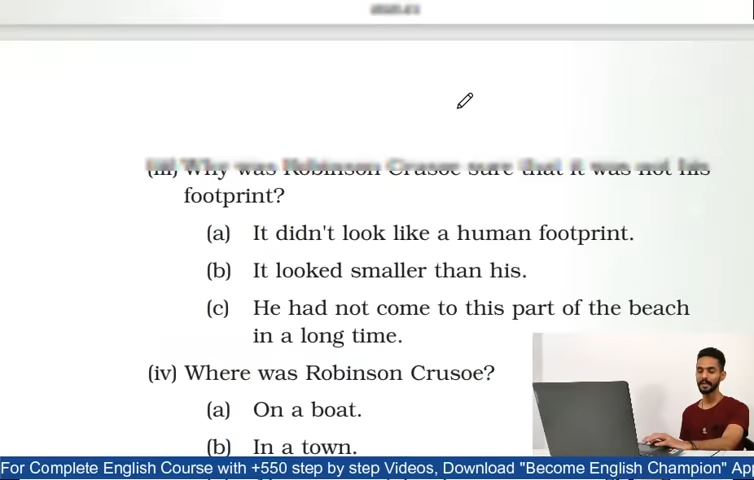 (iii) Why was Robinson Crusoe sure that it was not his
footprint?
(a) It didn't look like a human footprint.
(b) It looked smaller than his.
(c) He had not come to this part of the beach
in a long time.
(iv) Where was Robinson Crusoe?
(a) On a boat.
(b) In a town.
For Complete English Course with +550 step by step Videos, Download "Become English Champion" Ap